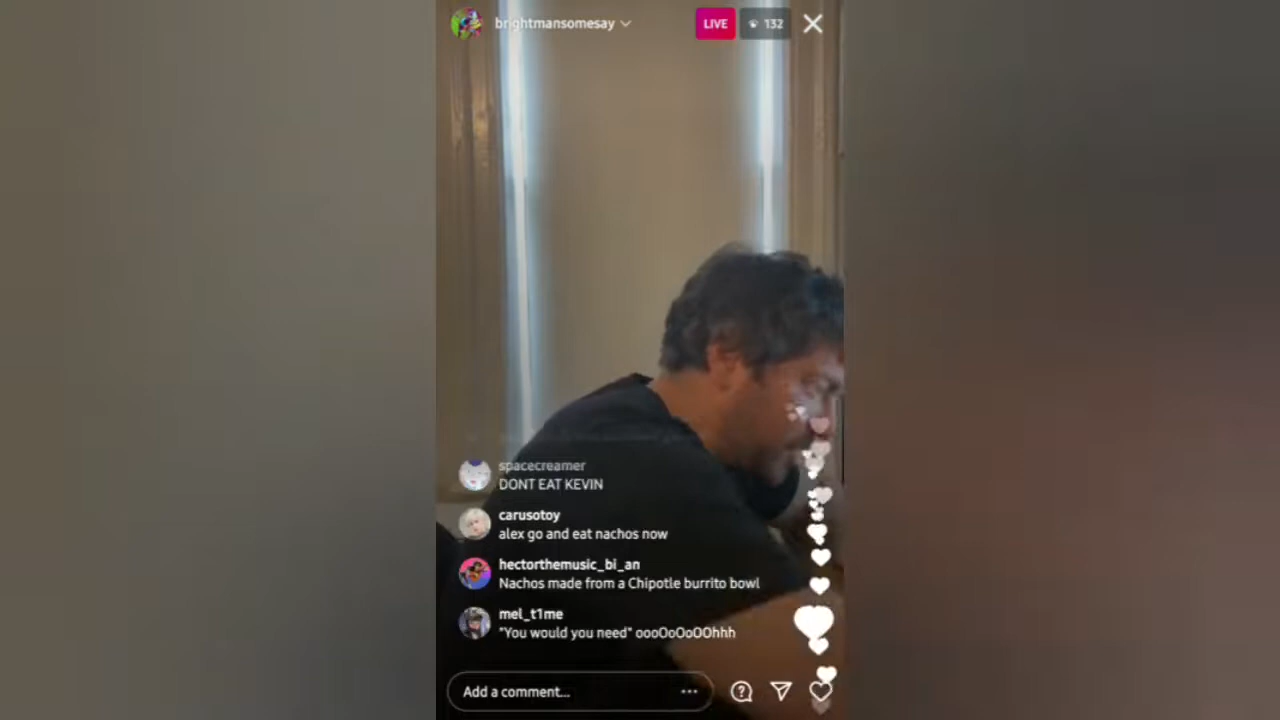 brightmansomesay
LIVE
132
spacecreamer
DONT EAT KEVIN
carusotoy
alex go and eat nachos now
hectorthemusic_bi_an
Nachos made from a Chipotle burrito bowl
mel_t1me
"You would you need" oooOoOoOOhhh
Add a comment...